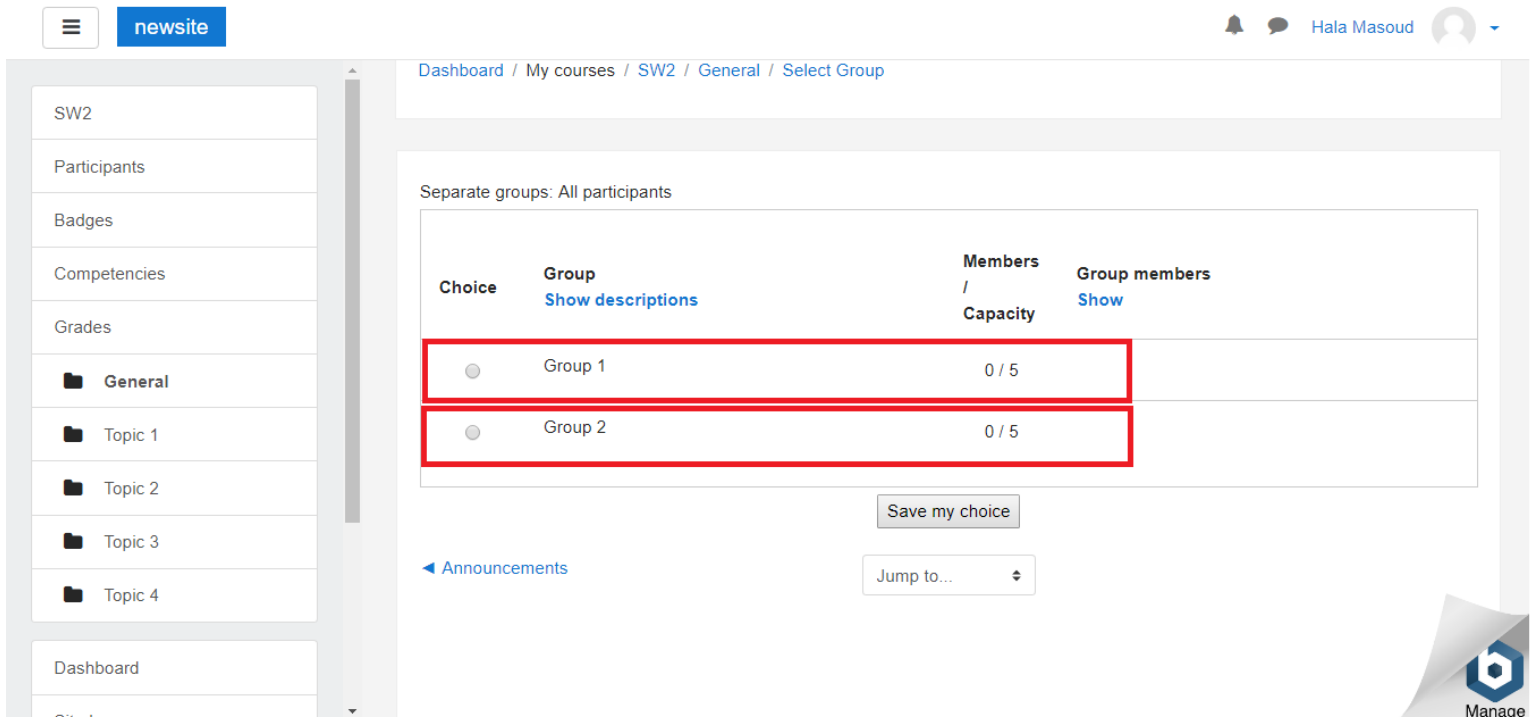 newsite
Hala Masoud
Dashboard / My courses / SW2 / General / Select Group
SW2
Participants
Badges
Competencies
Grades
General
Topic 1
Topic 2
Topic 3
Topic 4
Dashboard
Separate groups: All participants
Choice
Group
Show descriptions
Members
/
Capacity
Group members
Show
Group 1 0 / 5
Group 2 0 / 5
Save my choice
◄ Announcements
Jump to...
b
Manage